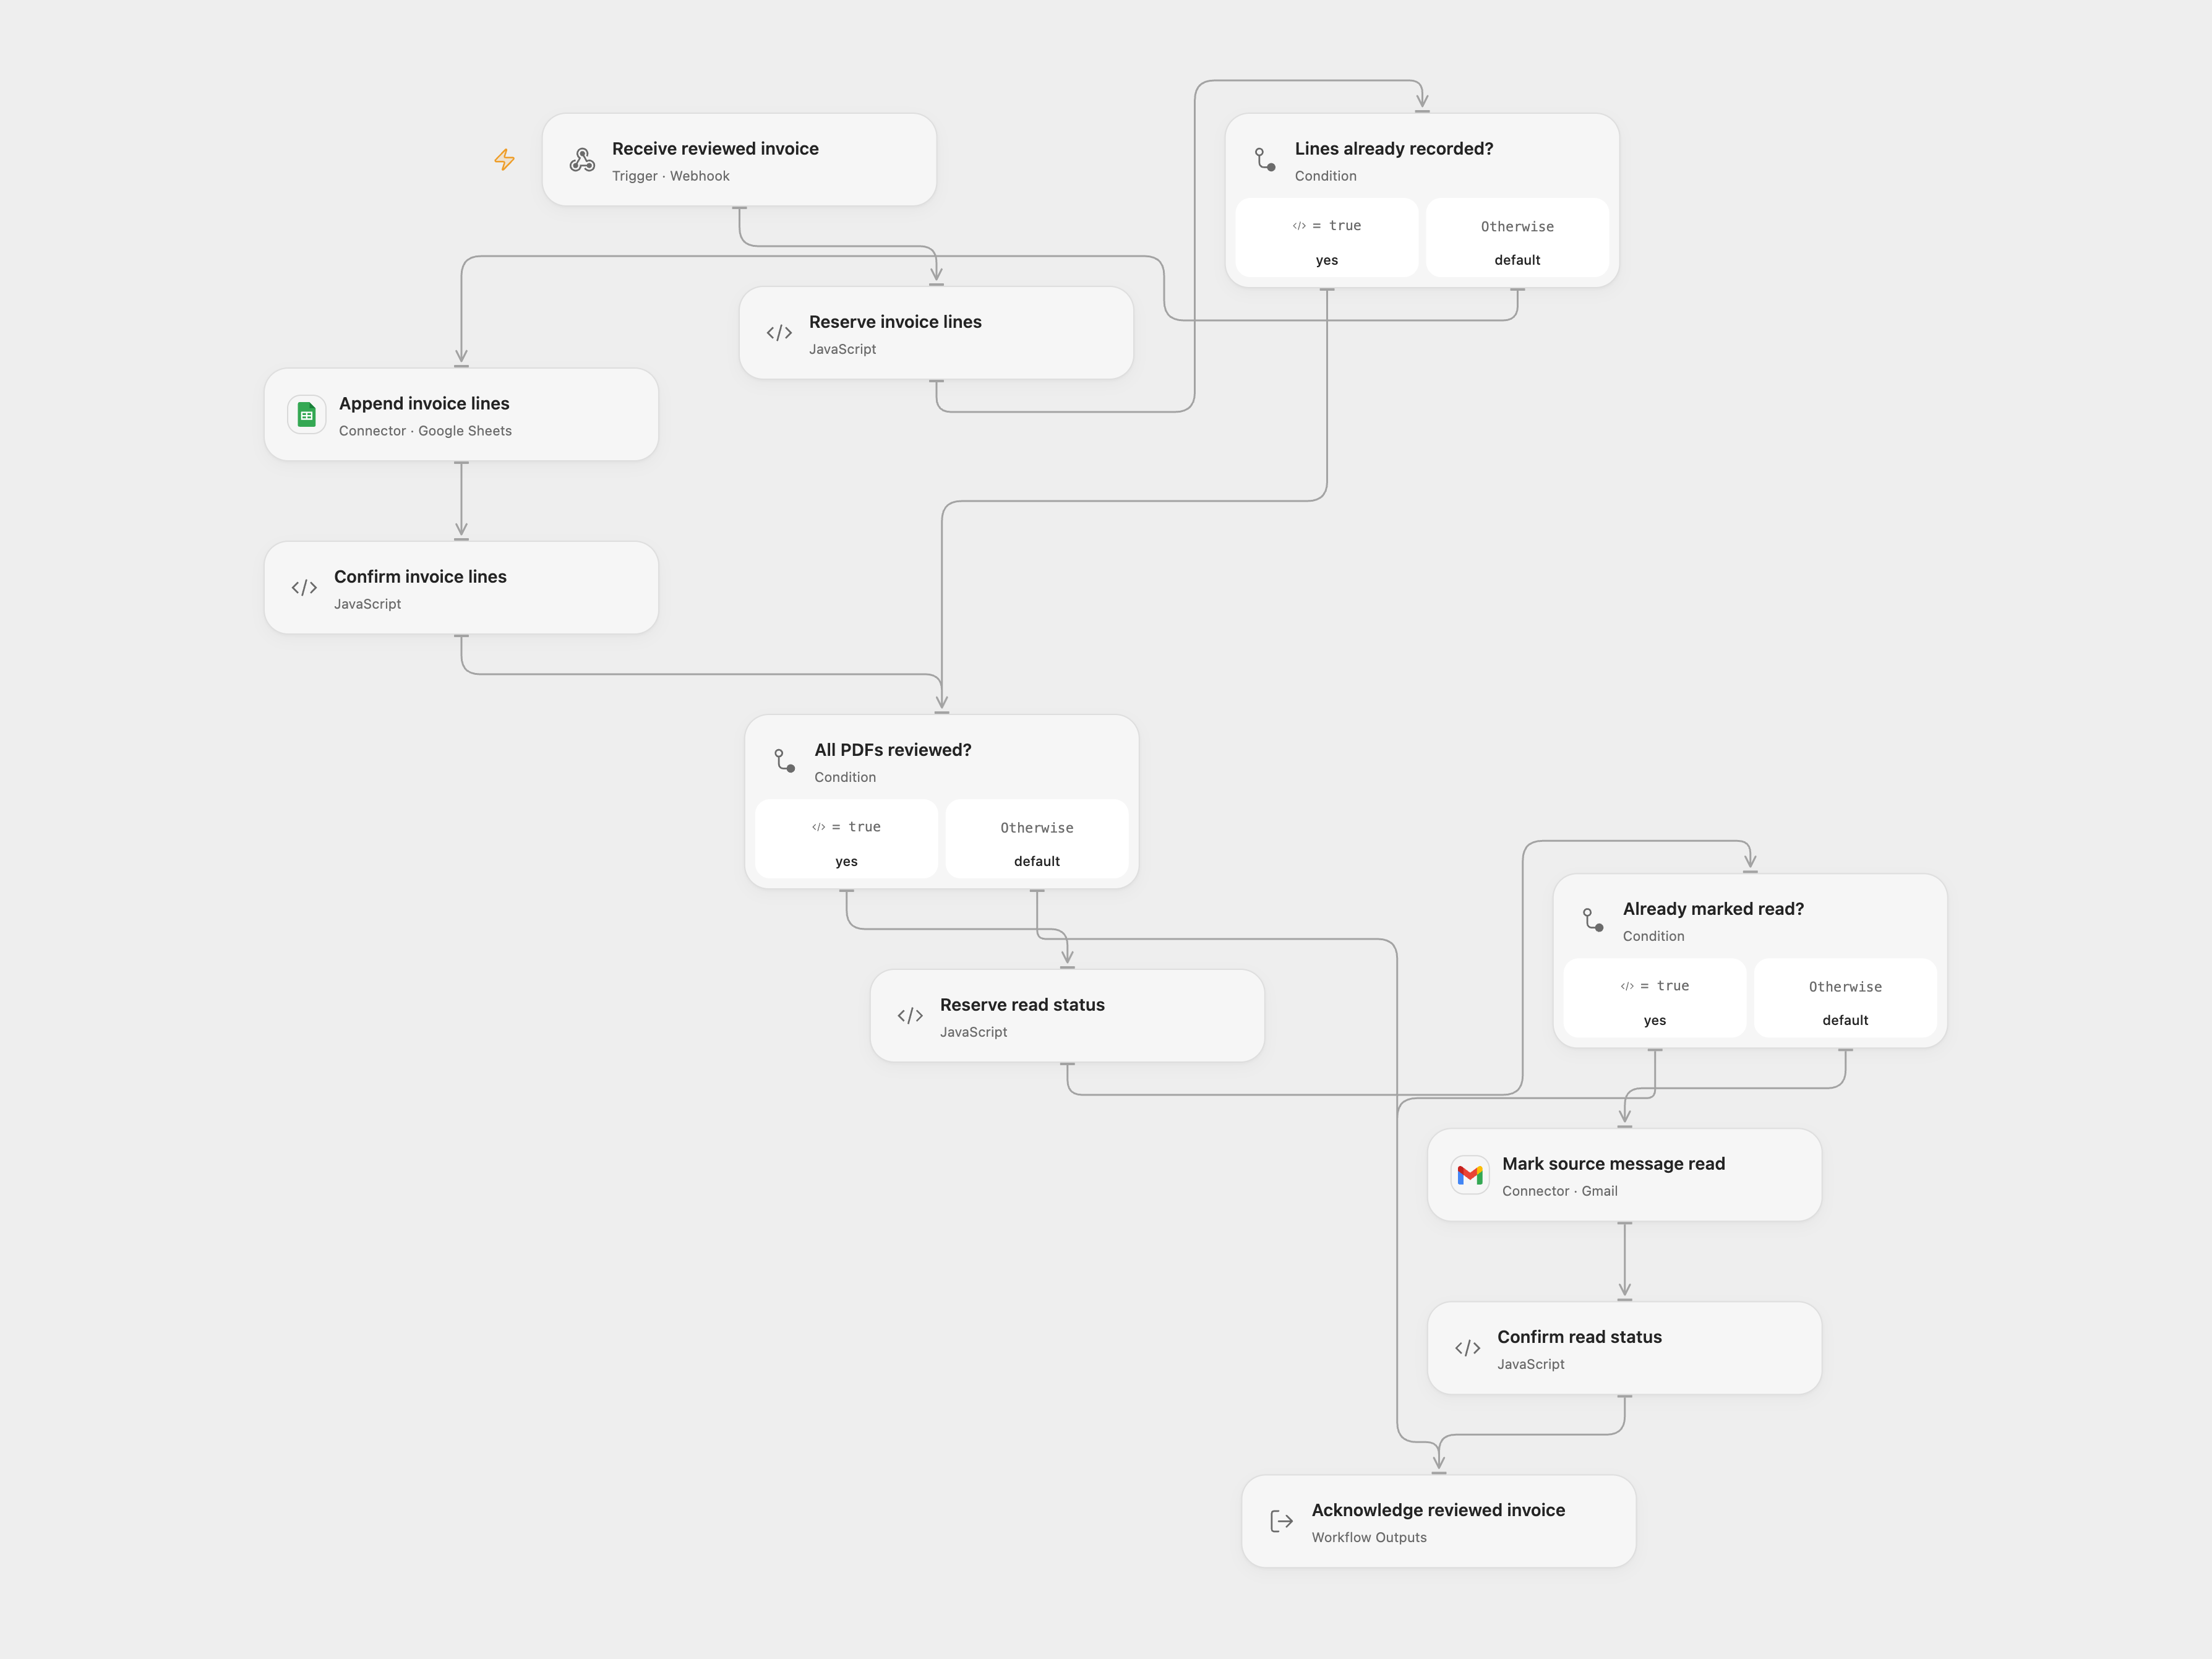 Receive reviewed invoice
Trigger · Webhook
Lines already recorded?
Condition
</> = true
Otherwise
yes
default
Reserve invoice lines
JavaScript
Append invoice lines
Connector · Google Sheets
Confirm invoice lines
JavaScript
All PDFs reviewed?
Condition
</> = true
Otherwise
yes
default
Already marked read?
Condition
</> = true
Otherwise
yes
default
Reserve read status
JavaScript
Mark source message read
Connector · Gmail
Confirm read status
JavaScript
Acknowledge reviewed invoice
Workflow Outputs